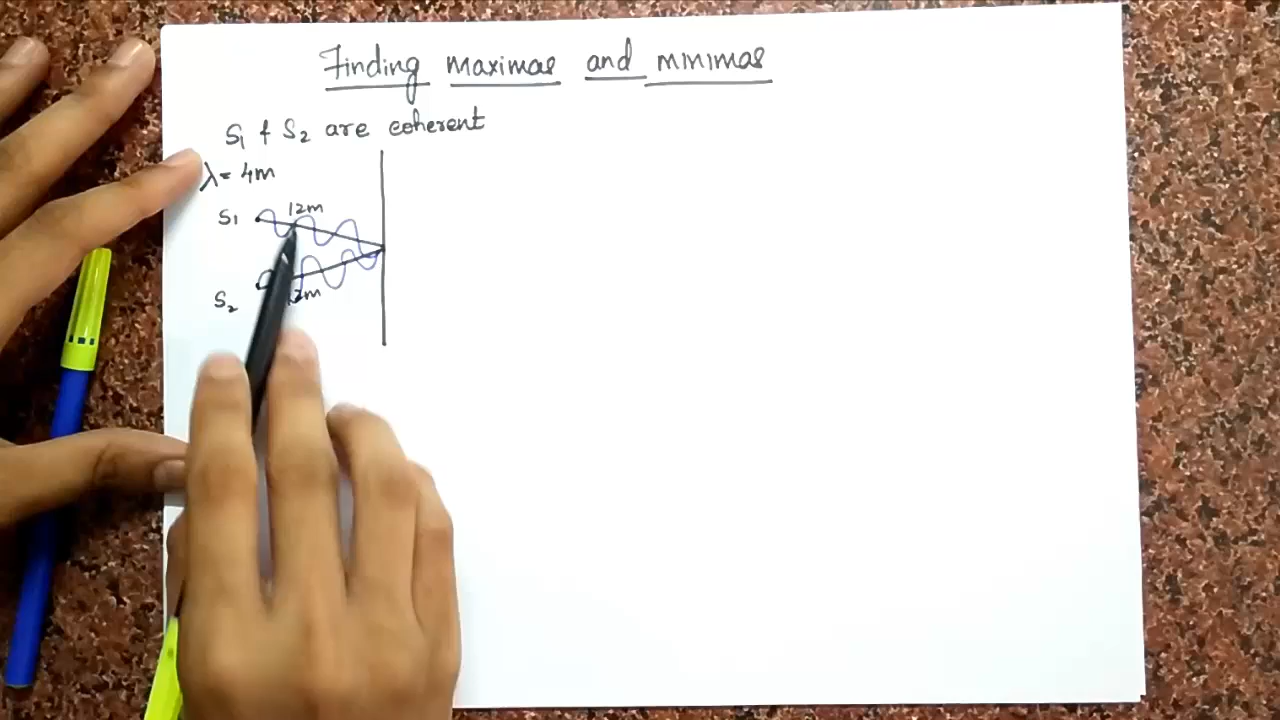 Finding maximas and minimas
S1 & S2 are coherent
λ = 4m
S1 12m
S2